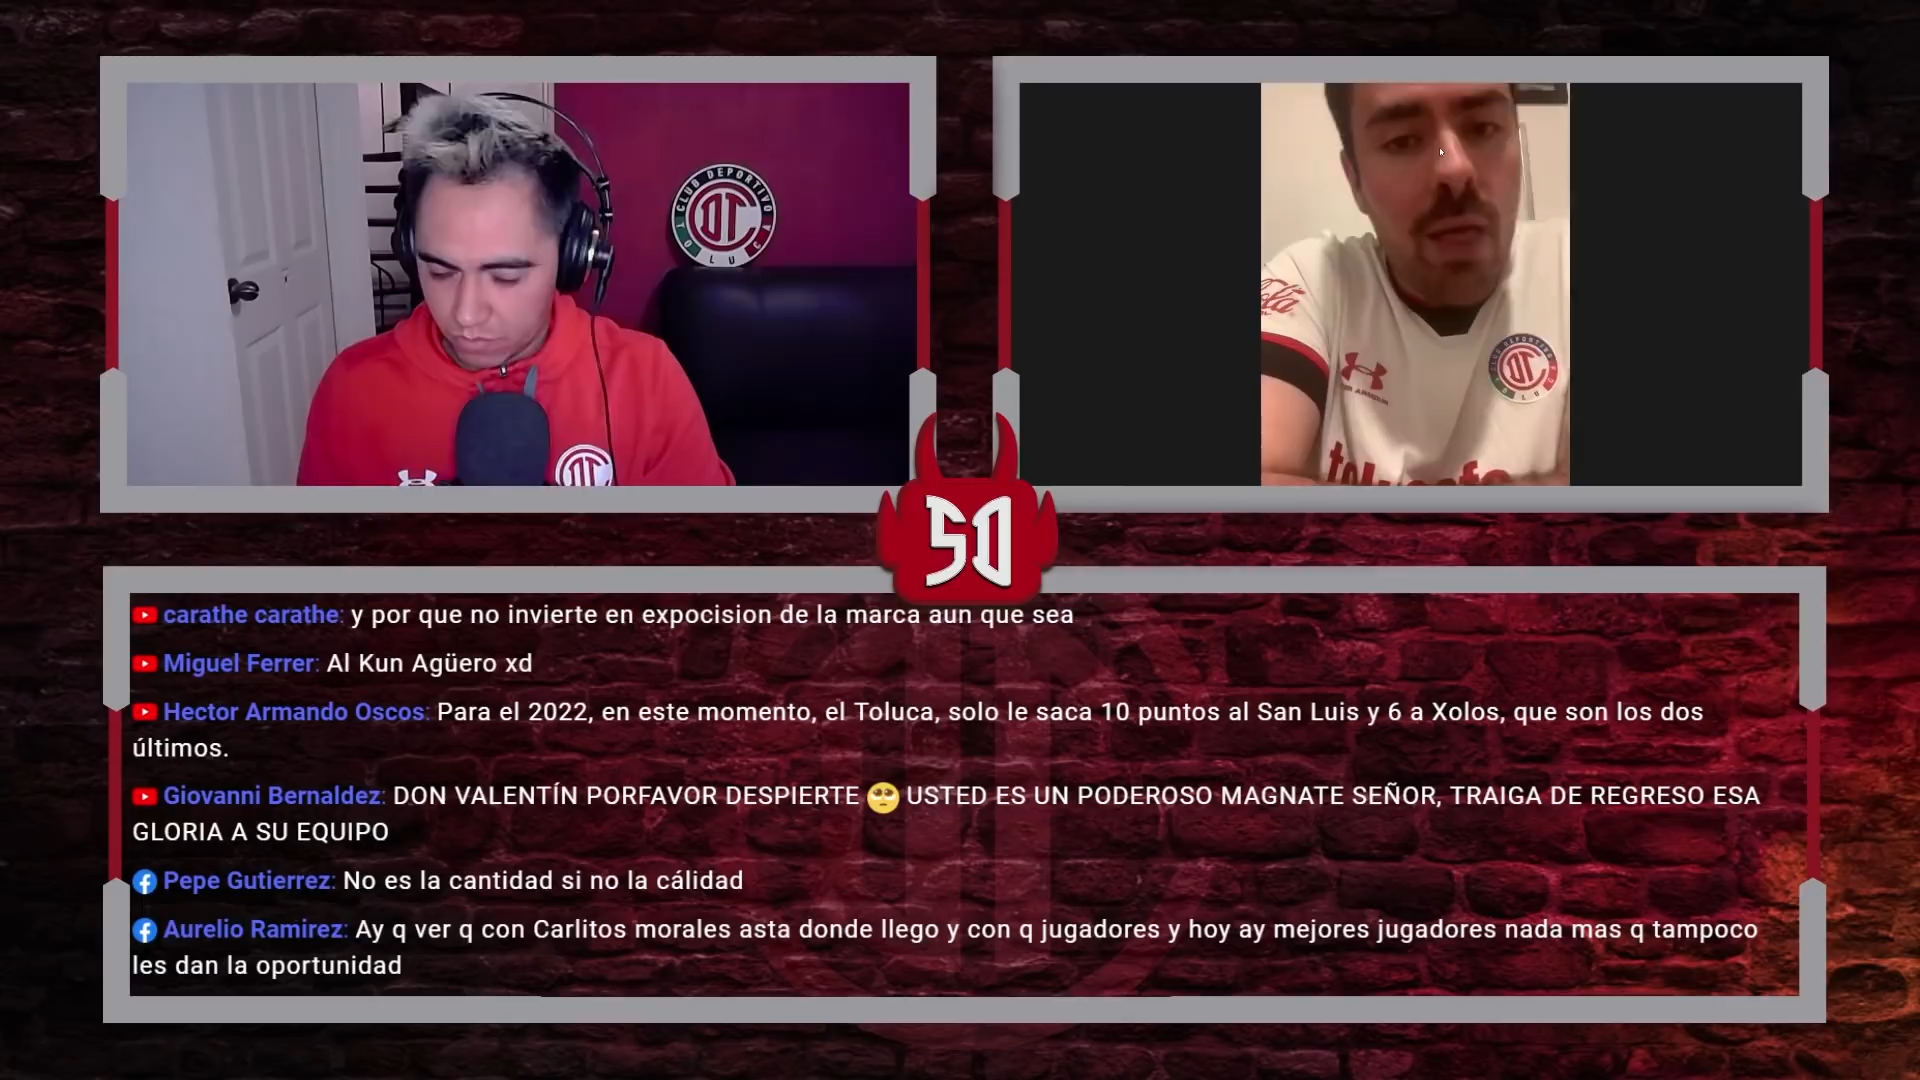 CLUB DEPORTIVO
TOLUCA
Cola
UNDER ARMOUR
CLUB DEPORTIVO
carathe carathe: y por que no invierte en expocision de la marca aun que sea
Miguel Ferrer: Al Kun Agüero xd
Hector Armando Oscos: Para el 2022, en este momento, el Toluca, solo le saca 10 puntos al San Luis y 6 a Xolos, que son los dos
últimos.
Giovanni Bernaldez: DON VALENTÍN PORFAVOR DESPIERTE 🥺 USTED ES UN PODEROSO MAGNATE SEÑOR, TRAIGA DE REGRESO ESA
GLORIA A SU EQUIPO
Pepe Gutierrez: No es la cantidad si no la cálidad
Aurelio Ramirez: Ay q ver q con Carlitos morales asta donde llego y con q jugadores y hoy ay mejores jugadores nada mas q tampoco
les dan la oportunidad